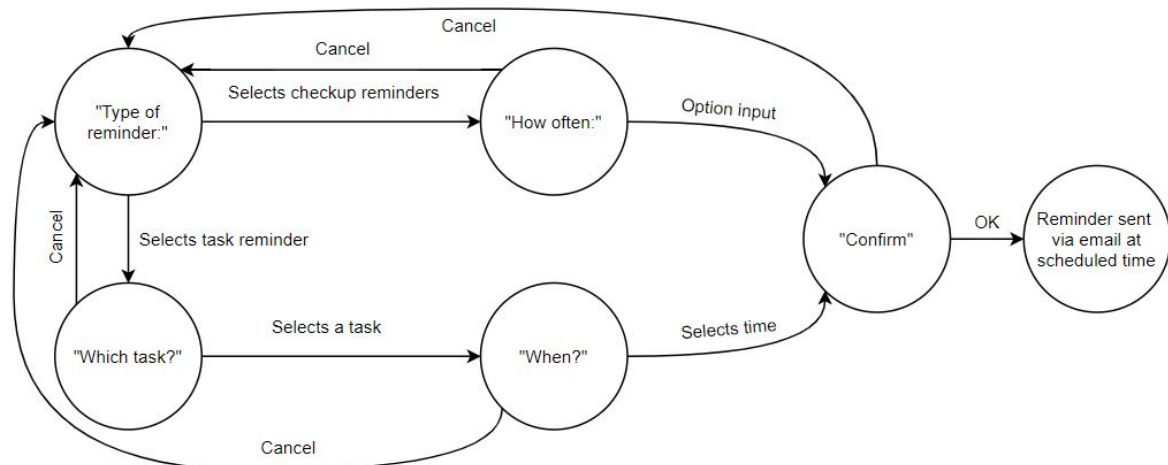 Cancel
Cancel
"Type of
reminder:"
Selects checkup reminders
"How often:"
Option input
Cancel
Selects task reminder
"Confirm"
OK
Reminder sent
via email at
scheduled time
"Which task?"
Selects a task
"When?"
Selects time
Cancel